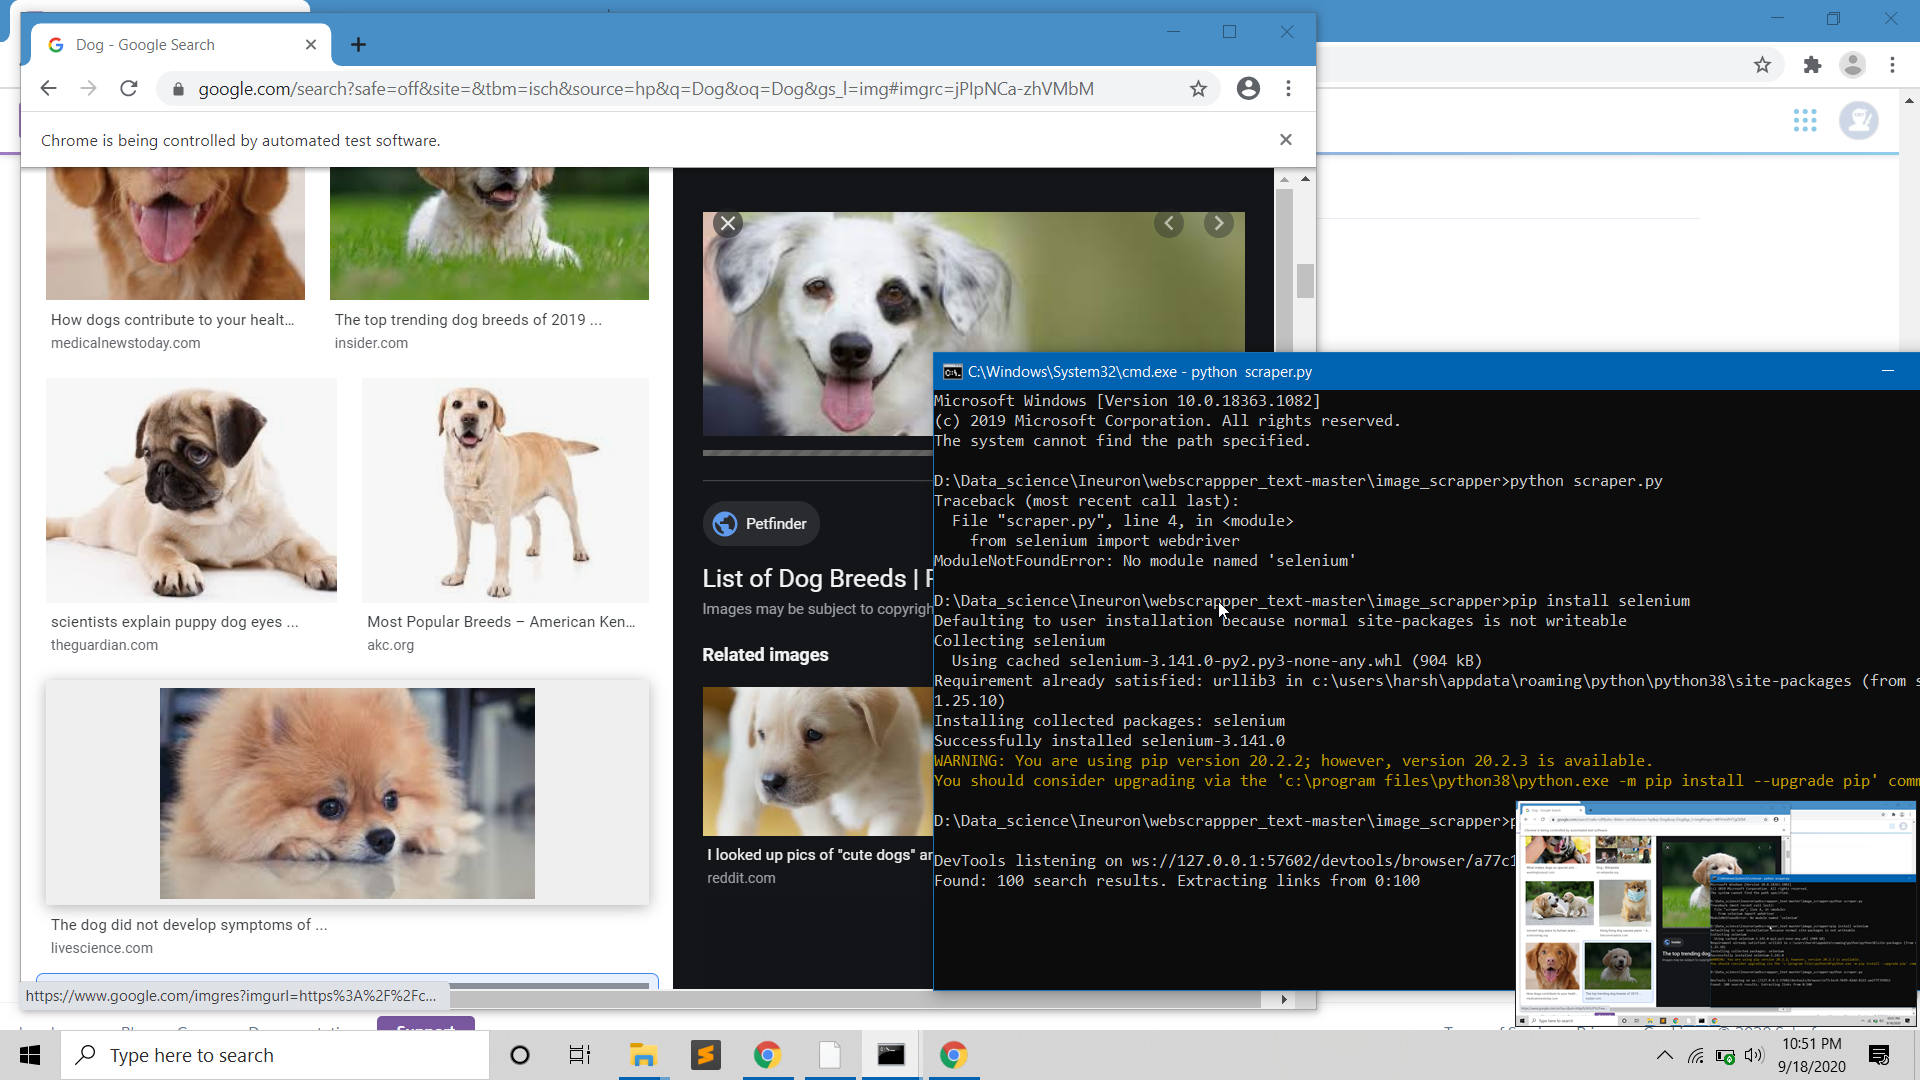 Dog - Google Search
google.com/search?safe=off&site=&tbm=isch&source=hp&q=Dog&oq=Dog&gs_l=img#imgrc=jPIpNCa-zhVMbM
Chrome is being controlled by automated test software.
How dogs contribute to your healt...
medicalnewstoday.com
The top trending dog breeds of 2019 ...
insider.com
scientists explain puppy dog eyes ...
theguardian.com
Most Popular Breeds – American Ken...
akc.org
The dog did not develop symptoms of ...
livescience.com
https://www.google.com/imgres?imgurl=https%3A%2F%2Fc...
Petfinder
List of Dog Breeds |
Images may be subject to copyrigh
Related images
I looked up pics of "cute dogs" ar
reddit.com
C:\Windows\System32\cmd.exe - python scraper.py
Microsoft Windows [Version 10.0.18363.1082]
(c) 2019 Microsoft Corporation. All rights reserved.
The system cannot find the path specified.
D:\Data_science\Ineuron\webscrappper_text-master\image_scrapper>python scraper.py
Traceback (most recent call last):
File "scraper.py", line 4, in <module>
from selenium import webdriver
ModuleNotFoundError: No module named 'selenium'
D:\Data_science\Ineuron\webscrappper_text-master\image_scrapper>pip install selenium
Defaulting to user installation because normal site-packages is not writeable
Collecting selenium
Using cached selenium-3.141.0-py2.py3-none-any.whl (904 kB)
Requirement already satisfied: urllib3 in c:\users\harsh\appdata\roaming\python\python38\site-packages (from s
1.25.10)
Installing collected packages: selenium
Successfully installed selenium-3.141.0
WARNING: You are using pip version 20.2.2; however, version 20.2.3 is available.
You should consider upgrading via the 'c:\program files\python38\python.exe -m pip install --upgrade pip' comm
D:\Data_science\Ineuron\webscrappper_text-master\image_scrapper>p
DevTools listening on ws://127.0.0.1:57602/devtools/browser/a77c1
Found: 100 search results. Extracting links from 0:100
Support
Type here to search
10:51 PM
9/18/2020